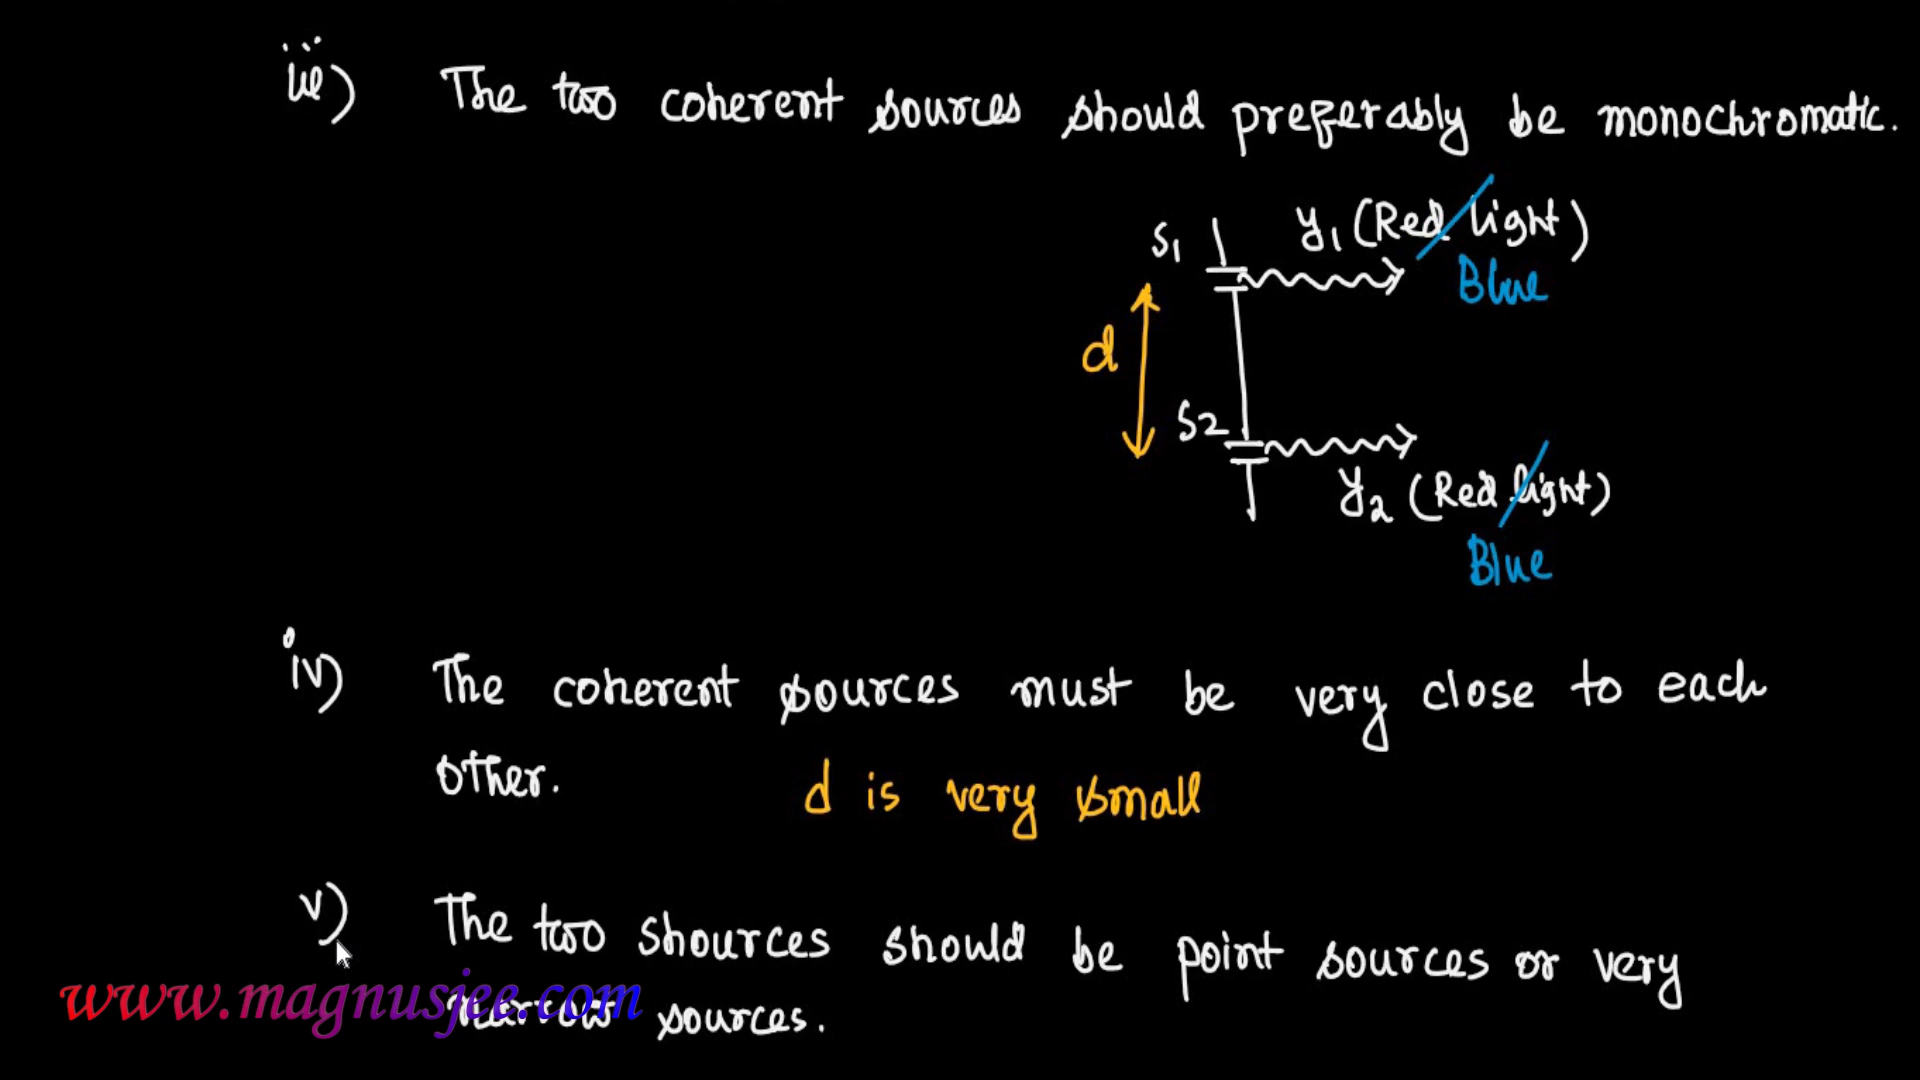 iii) The two coherent sources should preferably be monochromatic.
S1 y1 (Red light)
Blue
d
S2
y2 (Red light)
Blue
iv) The coherent sources must be very close to each
other. d is very small
v) The two shources should be point sources or very
narrow sources.
www.magnusjee.com